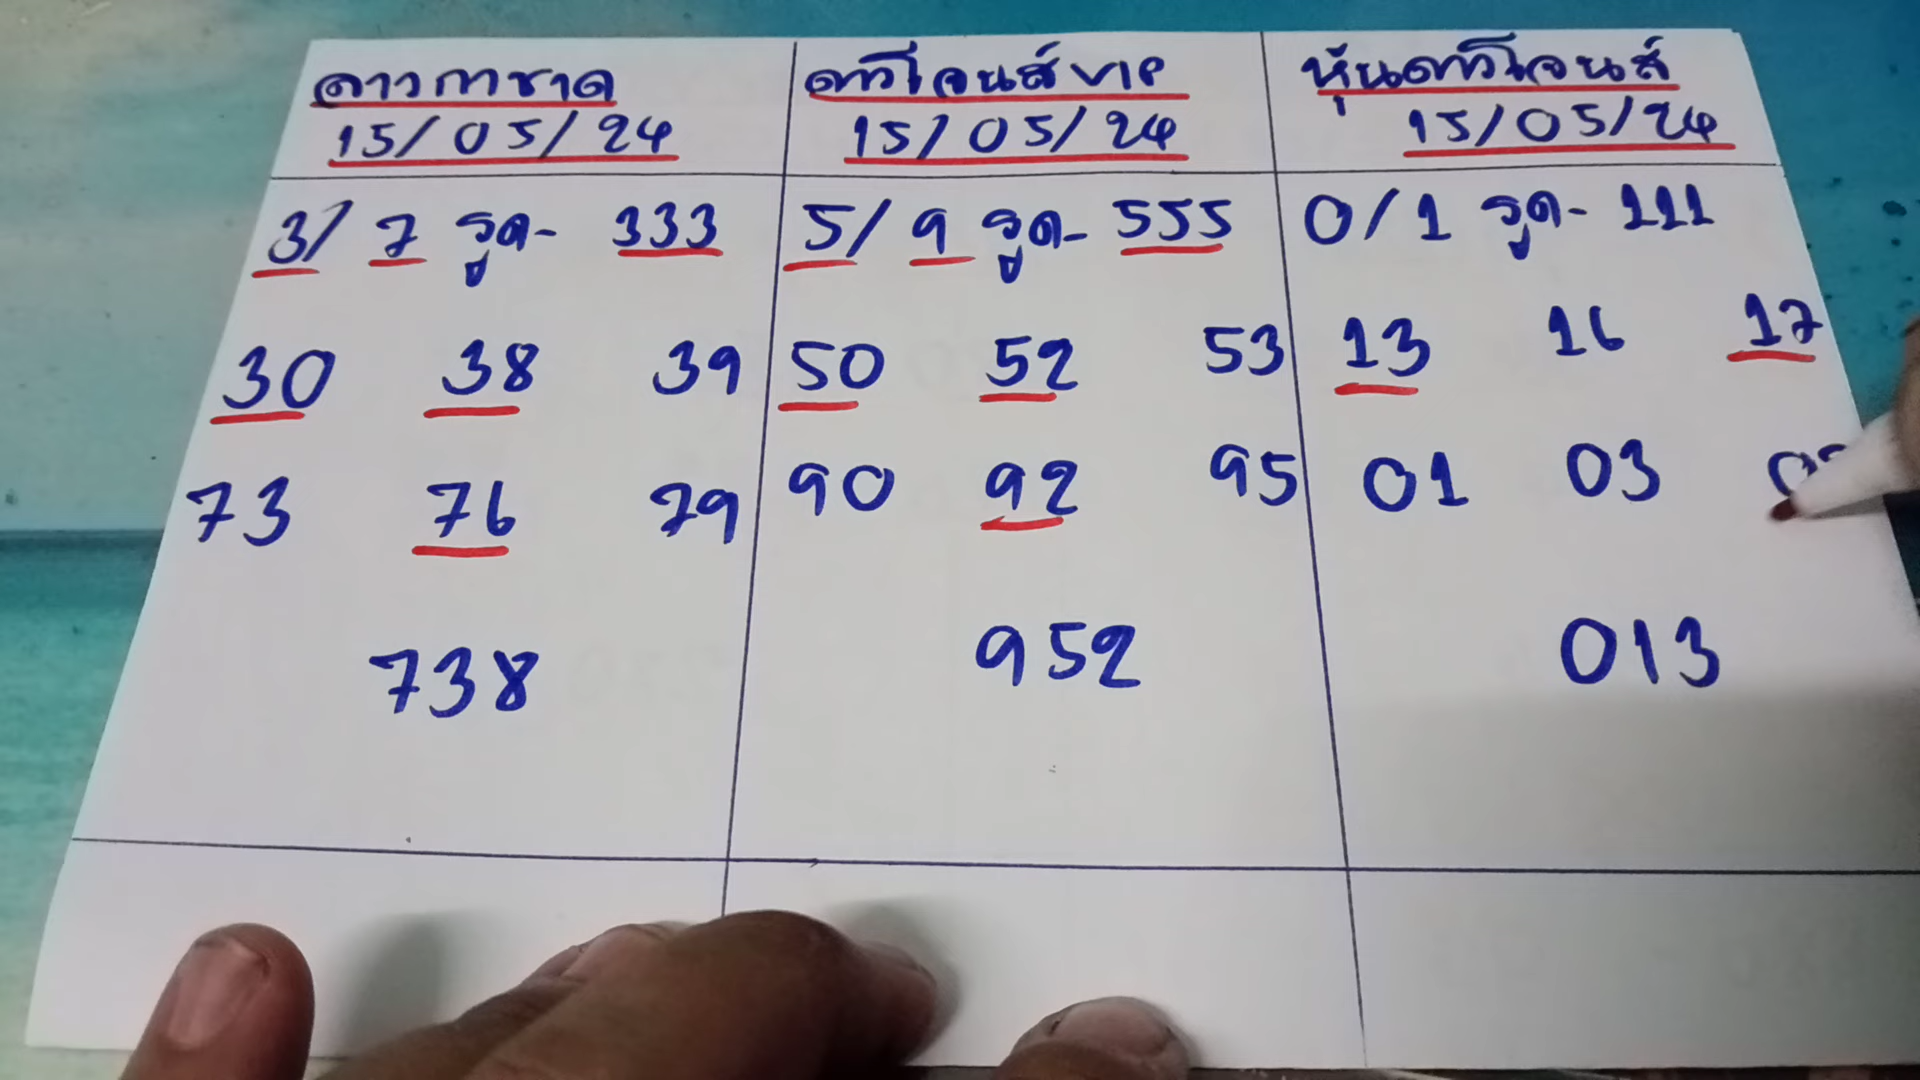 ลาวกาชาด
15/05/24
3/7 รูด- 333
30 38 39
73 76 79
738
ดาวโจนส์ VIP
15/05/24
5/9 รูด- 555
50 52 53
90 92 95
952
หุ้นดาวโจนส์
15/05/24
0/1 รูด- 111
13 16 17
01 03
013